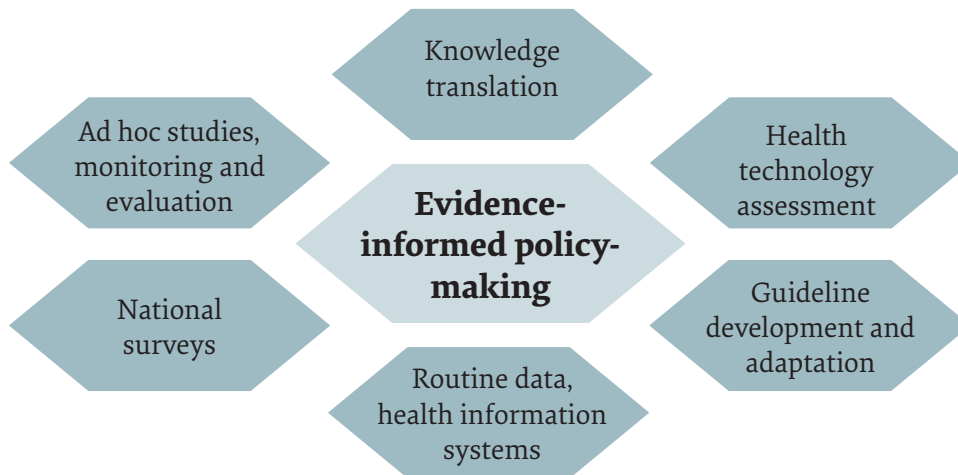 Knowledge
translation
Ad hoc studies,
monitoring and
evaluation
Health
technology
assessment
Evidence-
informed policy-
making
National
surveys
Guideline
development and
adaptation
Routine data,
health information
systems